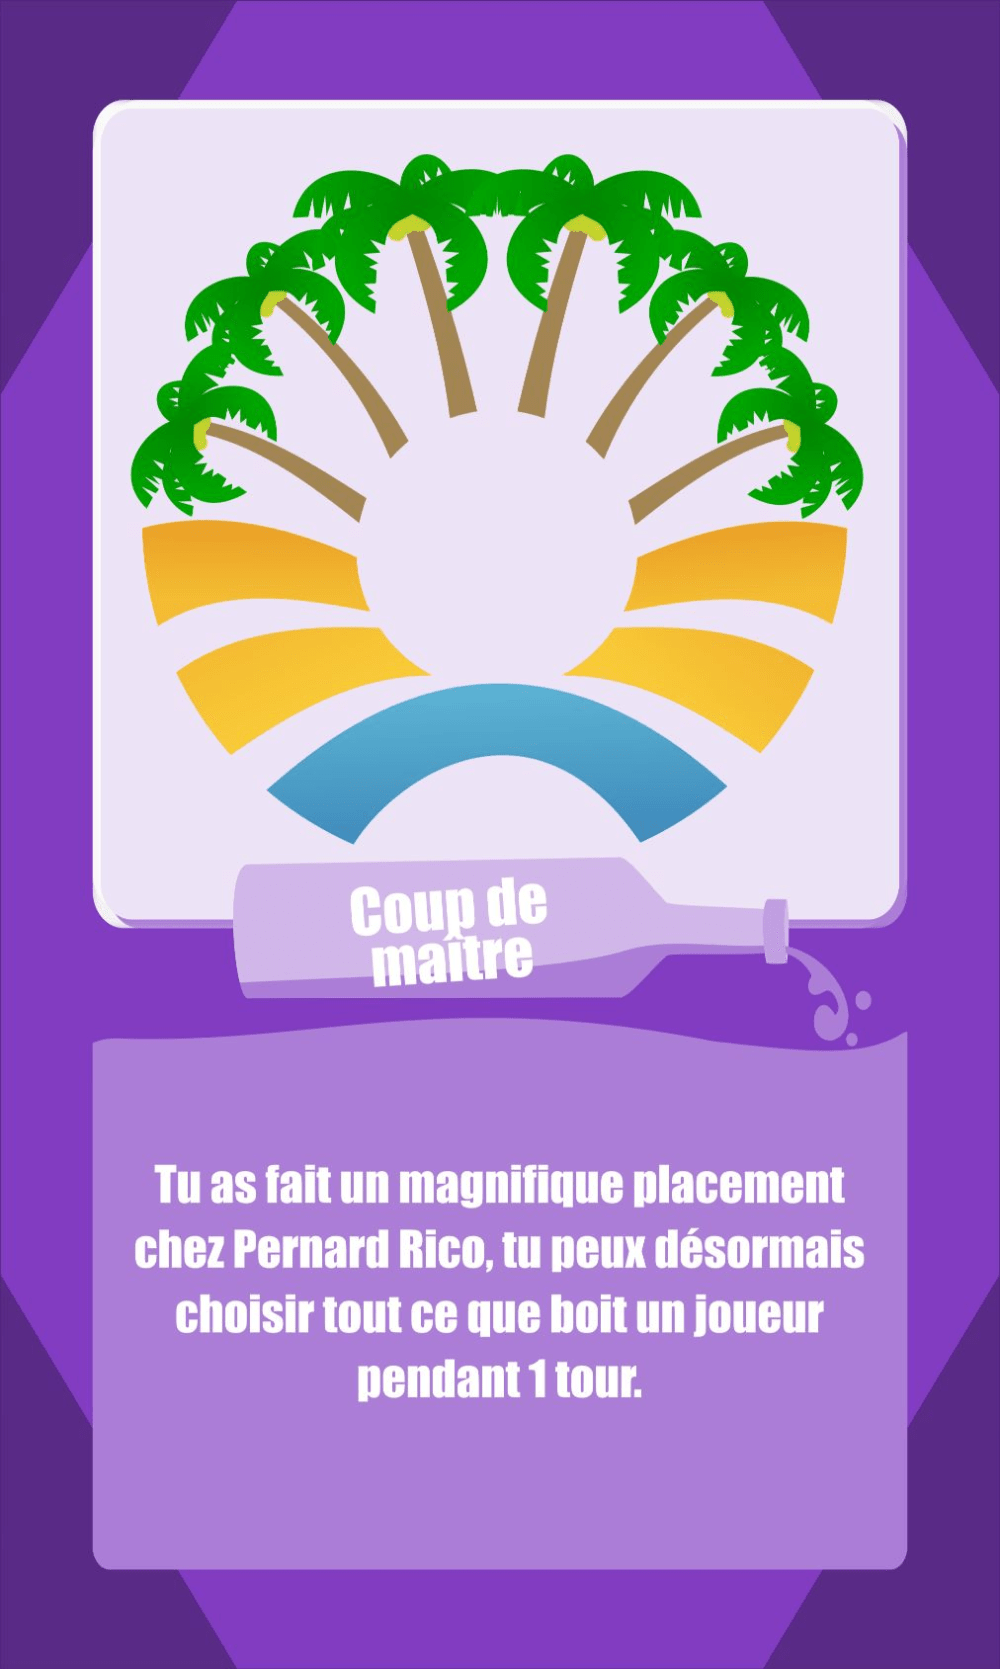 Coup de
maître
Tu as fait un magnifique placement
chez Pernard Rico, tu peux désormais
choisir tout ce que boit un joueur
pendant 1 tour.